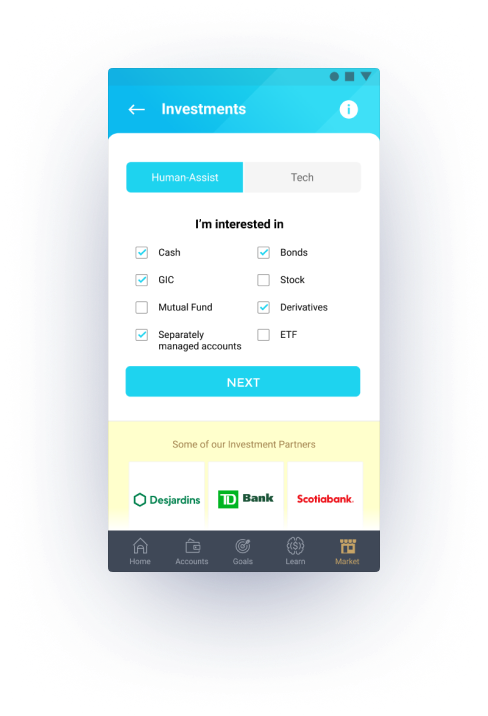 Investments
Human-Assist Tech
I'm interested in
Cash Bonds
GIC Stock
Mutual Fund Derivatives
Separately ETF
managed accounts
NEXT
Some of our Investment Partners
Desjardins TD Bank Scotiabank.
Home Accounts Goals Learn Market